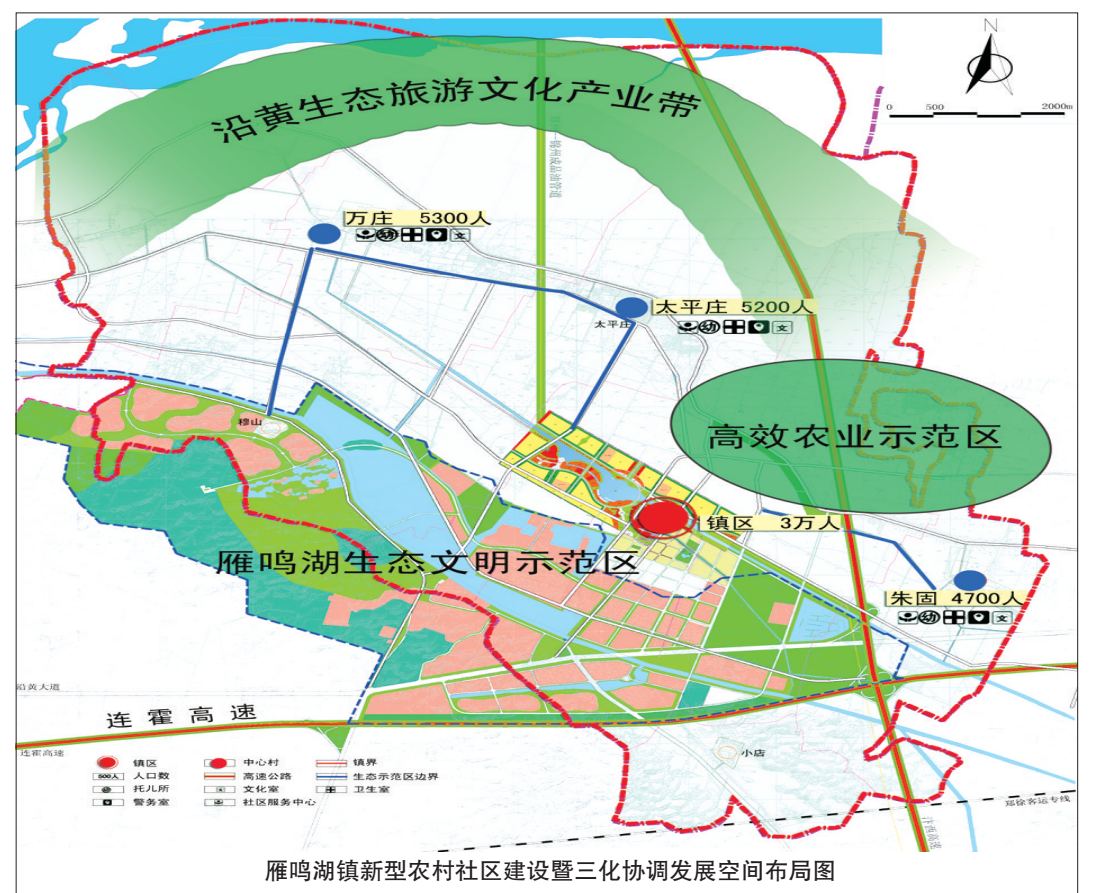 N
0 500 2000m
沿黄生态旅游文化产业带
万庄 5300人
幼 文
太平庄 5200人
太平庄
幼 文
高效农业示范区
穆山
镇区 3万人
雁鸣湖生态文明示范区
朱固 4700人
幼 文
沿黄大道
连霍高速
连霍高速
小店
郑徐客运专线
镇区 中心村 镇界
500人 人口数 高速公路 生态示范区边界
托儿所 文化室 卫生室
警务室 社区服务中心
雁鸣湖镇新型农村社区建设暨三化协调发展空间布局图